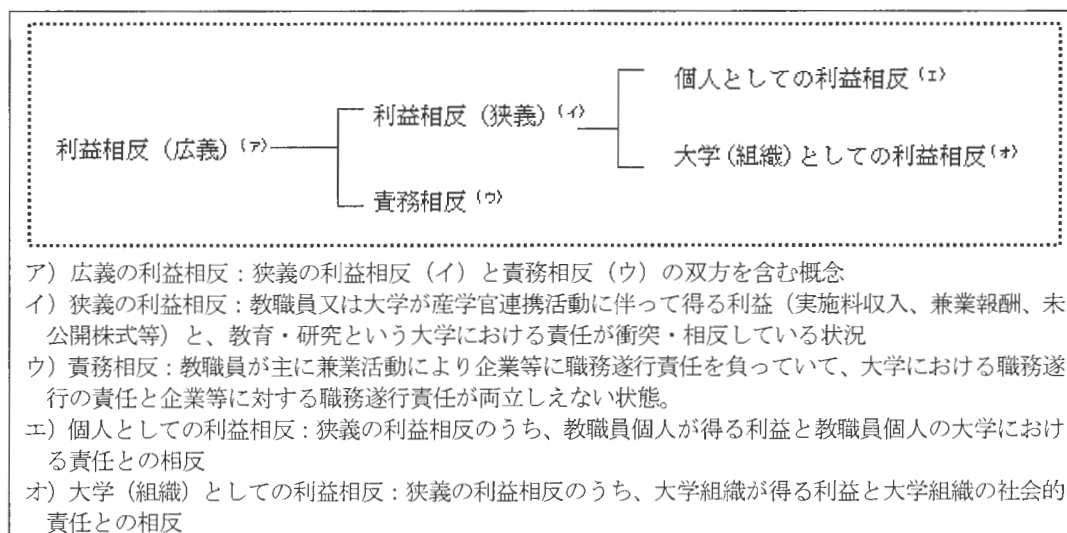 個人としての利益相反（エ）
利益相反（狭義）（イ）
利益相反（広義）（ア）
大学（組織）としての利益相反（オ）
責務相反（ウ）
ア）広義の利益相反：狭義の利益相反（イ）と責務相反（ウ）の双方を含む概念
イ）狭義の利益相反：教職員又は大学が産学官連携活動に伴って得る利益（実施料収入、兼業報酬、未
公開株式等）と、教育・研究という大学における責任が衝突・相反している状況
ウ）責務相反：教職員が主に兼業活動により企業等に職務遂行責任を負っていて、大学における職務遂
行の責任と企業等に対する職務遂行責任が両立しえない状態。
エ）個人としての利益相反：狭義の利益相反のうち、教職員個人が得る利益と教職員個人の大学におけ
る責任との相反
オ）大学（組織）としての利益相反：狭義の利益相反のうち、大学組織が得る利益と大学組織の社会的
責任との相反